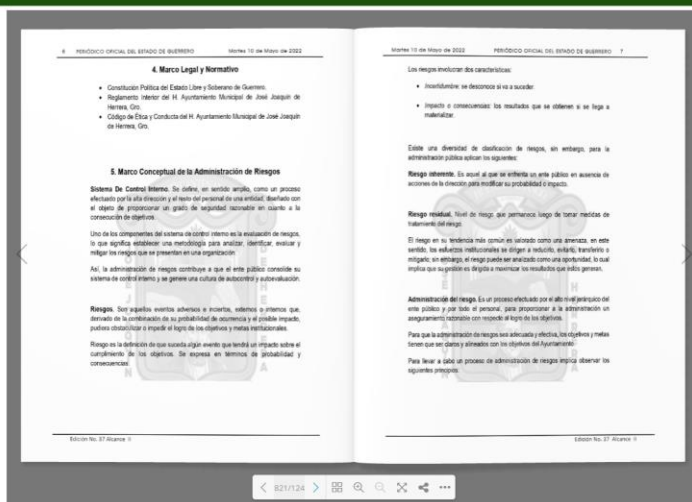 6 PERIÓDICO OFICIAL DEL ESTADO DE GUERRERO Martes 10 de Mayo de 2022
4. Marco Legal y Normativo
• Constitución Política del Estado Libre y Soberano de Guerrero.
• Reglamento Interior del H. Ayuntamiento Municipal de José Joaquín de
Herrera, Gro.
• Código de Ética y Conducta del H. Ayuntamiento Municipal de José Joaquín
de Herrera, Gro.
5. Marco Conceptual de la Administración de Riesgos
Sistema De Control Interno. Se define, en sentido amplio, como un proceso
efectuado por la alta dirección y el resto del personal de una entidad, diseñado con
el objeto de proporcionar un grado de seguridad razonable en cuanto a la
consecución de objetivos.
Uno de los componentes del sistema de control interno es la evaluación de riesgos,
lo que significa establecer una metodología para analizar, identificar, evaluar y
mitigar los riesgos que se presentan en una organización.
Así, la administración de riesgos contribuye a que el ente público consolide su
sistema de control interno y se genere una cultura de autocontrol y autoevaluación.
Riesgos. Son aquellos eventos adversos e inciertos, externos o internos que,
derivado de la combinación de su probabilidad de ocurrencia y el posible impacto,
pudiera obstaculizar o impedir el logro de los objetivos y metas institucionales.
Riesgo es la definición de que suceda algún evento que tendrá un impacto sobre el
cumplimiento de los objetivos. Se expresa en términos de probabilidad y
consecuencias.
Edición No. 37 Alcance II
Martes 10 de Mayo de 2022 PERIÓDICO OFICIAL DEL ESTADO DE GUERRERO 7
Los riesgos involucran dos características:
• Incertidumbre: se desconoce si va a suceder.
• Impacto o consecuencias: los resultados que se obtienen si se llega a
materializar.
Existe una diversidad de clasificación de riesgos, sin embargo, para la
administración pública aplican los siguientes:
Riesgo inherente. Es aquel al que se enfrenta un ente público en ausencia de
acciones de la dirección para modificar su probabilidad o impacto.
Riesgo residual. Nivel de riesgo que permanece luego de tomar medidas de
tratamiento del riesgo.
El riesgo en su tendencia más común es valorado como una amenaza, en este
sentido, los esfuerzos institucionales se dirigen a reducirlo, evitarlo, transferirlo o
mitigarlo; sin embargo, el riesgo puede ser analizado como una oportunidad, lo cual
implica que su gestión es dirigida a maximizar los resultados que éstos generan.
Administración del riesgo. Es un proceso efectuado por el alto nivel jerárquico del
ente público y por todo el personal, para proporcionar a la administración un
aseguramiento razonable con respecto al logro de los objetivos.
Para que la administración de riesgos sea adecuada y efectiva, los objetivos y metas
tienen que ser claros y alineados con los objetivos del Ayuntamiento.
Para llevar a cabo un proceso de administración de riesgos implica observar los
siguientes principios:
Edición No. 37 Alcance II
821/124